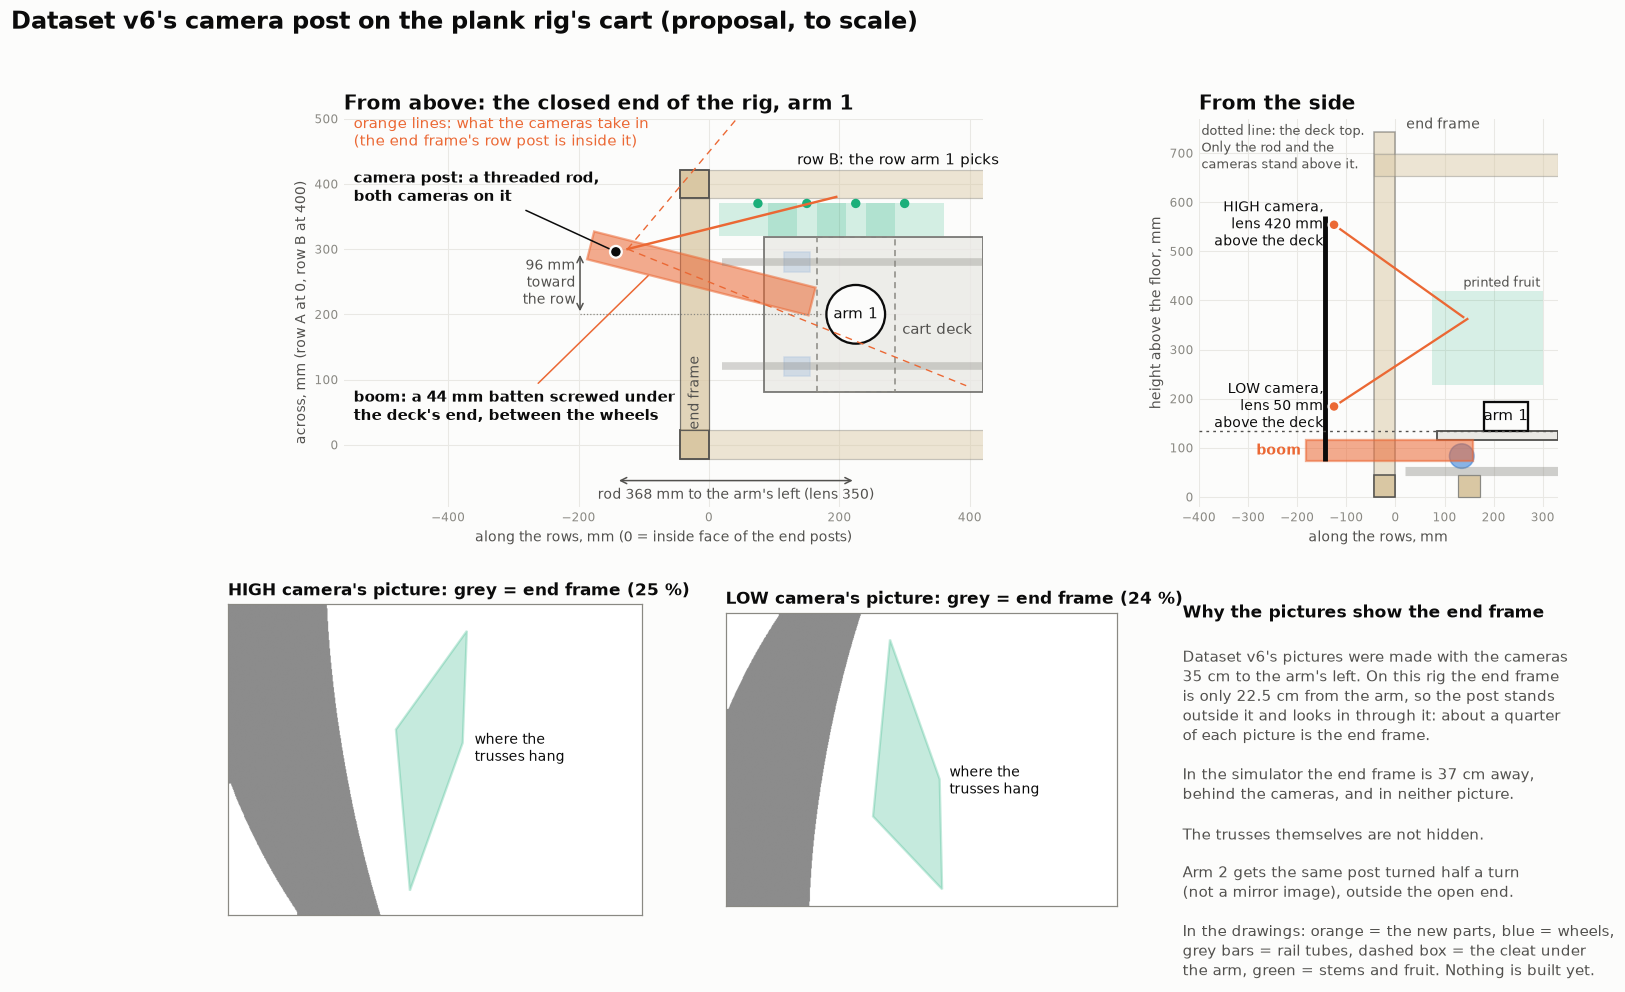 Dataset v6's camera post on the plank rig's cart (proposal, to scale)
From above: the closed end of the rig, arm 1
orange lines: what the cameras take in
(the end frame's row post is inside it)
row B: the row arm 1 picks
camera post: a threaded rod,
both cameras on it
96 mm
toward
the row
arm 1
cart deck
end frame
boom: a 44 mm batten screwed under
the deck's end, between the wheels
rod 368 mm to the arm's left (lens 350)
500
400
300
200
100
0
across, mm (row A at 0, row B at 400)
−400
−200
0
200
400
along the rows, mm (0 = inside face of the end posts)
From the side
dotted line: the deck top.
Only the rod and the
cameras stand above it.
end frame
HIGH camera,
lens 420 mm
above the deck
printed fruit
LOW camera,
lens 50 mm
above the deck
arm 1
boom
700
600
500
400
300
200
100
0
height above the floor, mm
−400
−300
−200
−100
0
100
200
300
along the rows, mm
HIGH camera's picture: grey = end frame (25 %)
where the
trusses hang
LOW camera's picture: grey = end frame (24 %)
where the
trusses hang
Why the pictures show the end frame
Dataset v6's pictures were made with the cameras
35 cm to the arm's left. On this rig the end frame
is only 22.5 cm from the arm, so the post stands
outside it and looks in through it: about a quarter
of each picture is the end frame.
In the simulator the end frame is 37 cm away,
behind the cameras, and in neither picture.
The trusses themselves are not hidden.
Arm 2 gets the same post turned half a turn
(not a mirror image), outside the open end.
In the drawings: orange = the new parts, blue = wheels,
grey bars = rail tubes, dashed box = the cleat under
the arm, green = stems and fruit. Nothing is built yet.